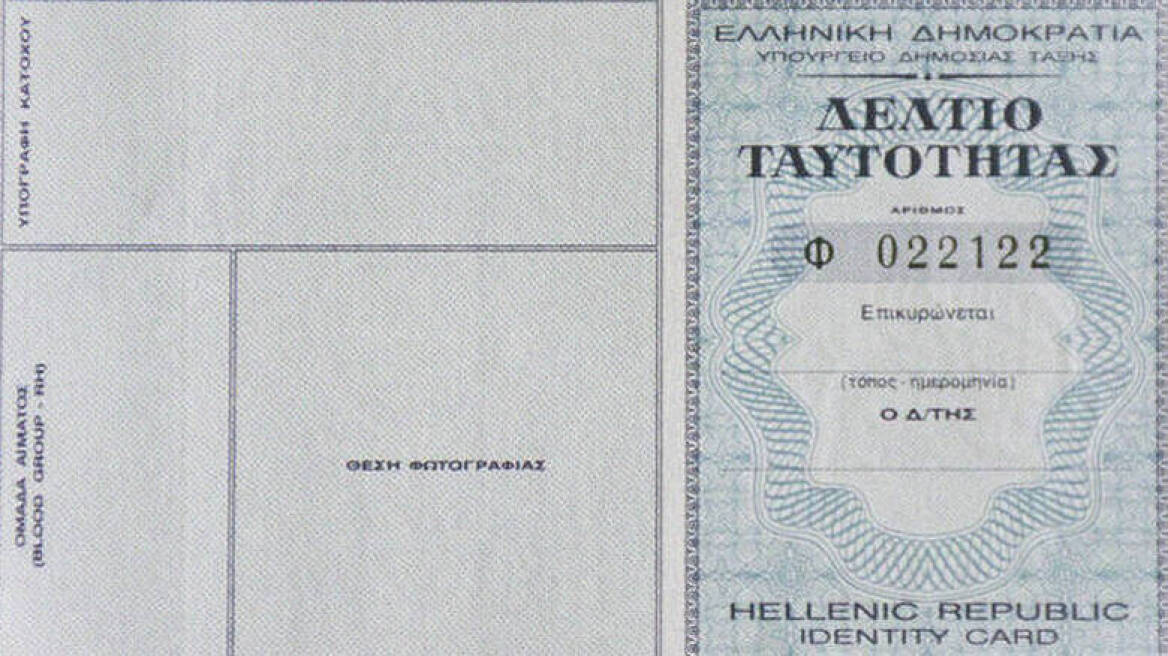 ΥΠΟΓΡΑΦΗ ΚΑΤΟΧΟΥ
ΟΜΑΔΑ ΑΙΜΑΤΟΣ
(BLOOD GROUP - RH)
ΘΕΣΗ ΦΩΤΟΓΡΑΦΙΑΣ
ΕΛΛΗΝΙΚΗ ΔΗΜΟΚΡΑΤΙΑ
ΥΠΟΥΡΓΕΙΟ ΔΗΜΟΣΙΑΣ ΤΑΞΗΣ
ΔΕΛΤΙΟ
ΤΑΥΤΟΤΗΤΑΣ
ΑΡΙΘΜΟΣ
Φ 022122
Επικυρώνεται
(τόπος - ημερομηνία)
Ο Δ/ΤΗΣ
HELLENIC REPUBLIC
IDENTITY CARD